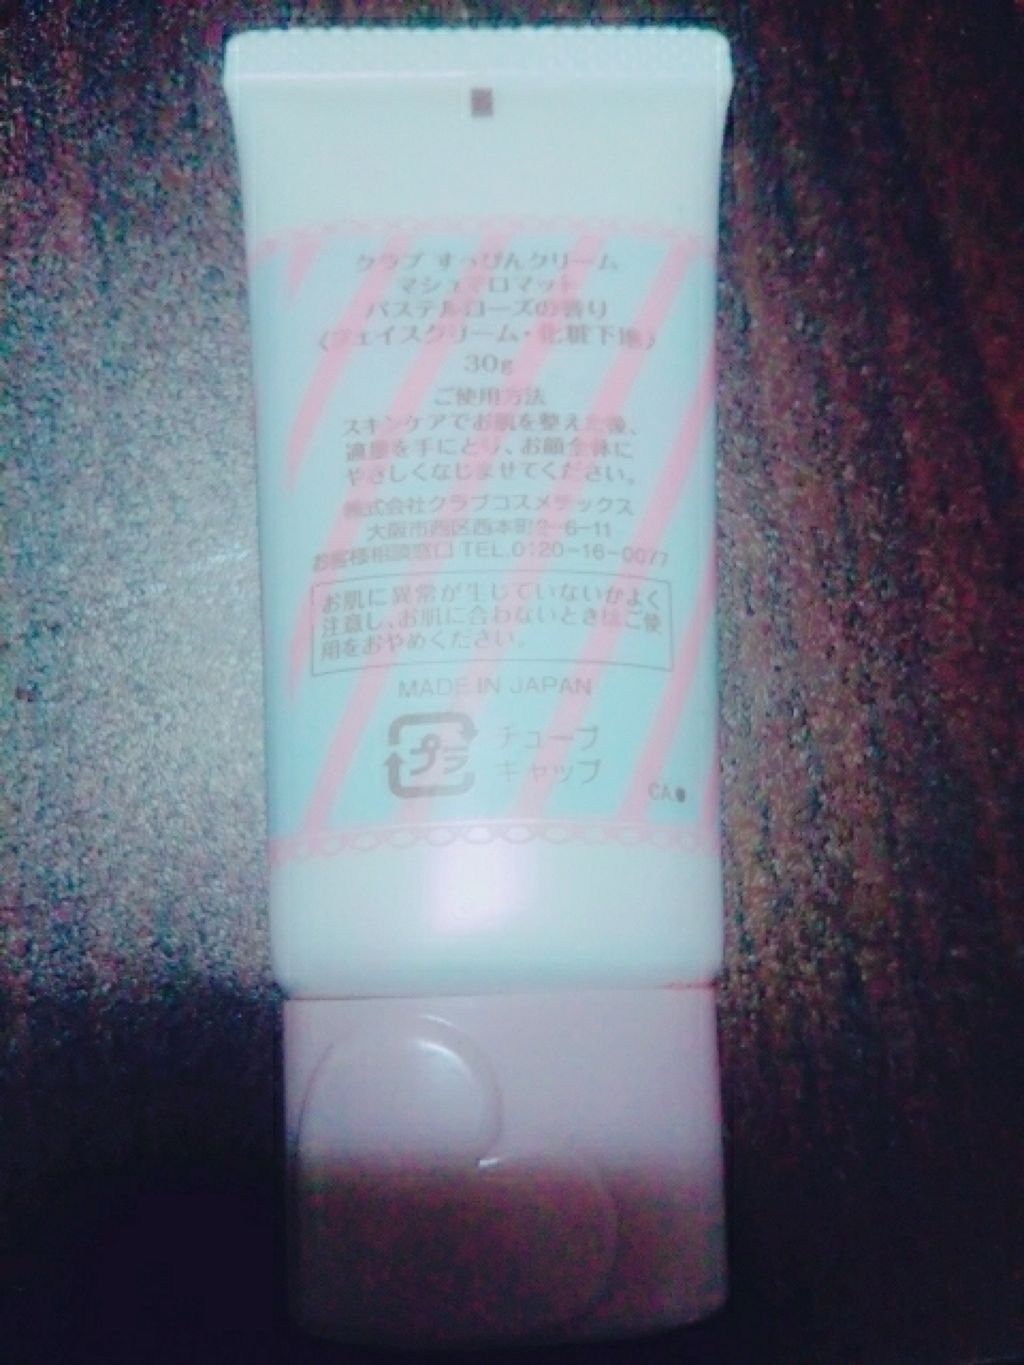 クラブ すっぴんクリーム
マシュマロマット
パステルローズの香り
〈フェイスクリーム・化粧下地〉
30g
ご使用方法
スキンケアでお肌を整えた後、
適量を手にとり、お顔全体に
やさしくなじませてください。
株式会社クラブコスメチックス
大阪市西区西本町2-6-11
お客様相談窓口 TEL.0120-16-0077
お肌に異常が生じていないかよく
注意し、お肌に合わないときはご使
用をおやめください。
MADE IN JAPAN
プラ
チューブ
キャップ
CA